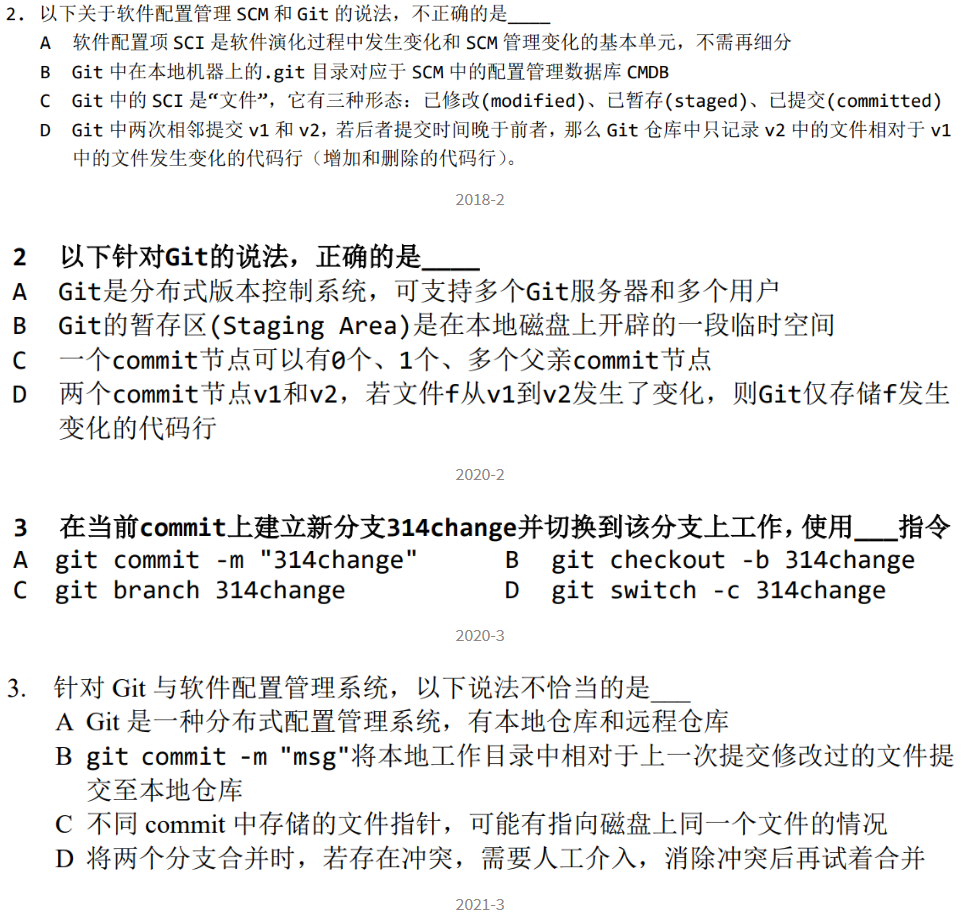 2. 以下关于软件配置管理 SCM 和 Git 的说法，不正确的是____
A 软件配置项 SCI 是软件演化过程中发生变化和 SCM 管理变化的基本单元，不需再细分
B Git 中在本地机器上的.git 目录对应于 SCM 中的配置管理数据库 CMDB
C Git 中的 SCI 是“文件”，它有三种形态：已修改(modified)、已暂存(staged)、已提交(committed)
D Git 中两次相邻提交 v1 和 v2，若后者提交时间晚于前者，那么 Git 仓库中只记录 v2 中的文件相对于 v1
中的文件发生变化的代码行（增加和删除的代码行）。
2018-2
2 以下针对Git的说法，正确的是____
A Git是分布式版本控制系统，可支持多个Git服务器和多个用户
B Git的暂存区(Staging Area)是在本地磁盘上开辟的一段临时空间
C 一个commit节点可以有0个、1个、多个父亲commit节点
D 两个commit节点v1和v2，若文件f从v1到v2发生了变化，则Git仅存储f发生
变化的代码行
2020-2
3 在当前commit上建立新分支314change并切换到该分支上工作，使用___指令
A git commit -m "314change" B git checkout -b 314change
C git branch 314change D git switch -c 314change
2020-3
3. 针对 Git 与软件配置管理系统，以下说法不恰当的是___
A Git 是一种分布式配置管理系统，有本地仓库和远程仓库
B git commit -m "msg"将本地工作目录中相对于上一次提交修改过的文件提
交至本地仓库
C 不同 commit 中存储的文件指针，可能有指向磁盘上同一个文件的情况
D 将两个分支合并时，若存在冲突，需要人工介入，消除冲突后再试着合并
2021-3